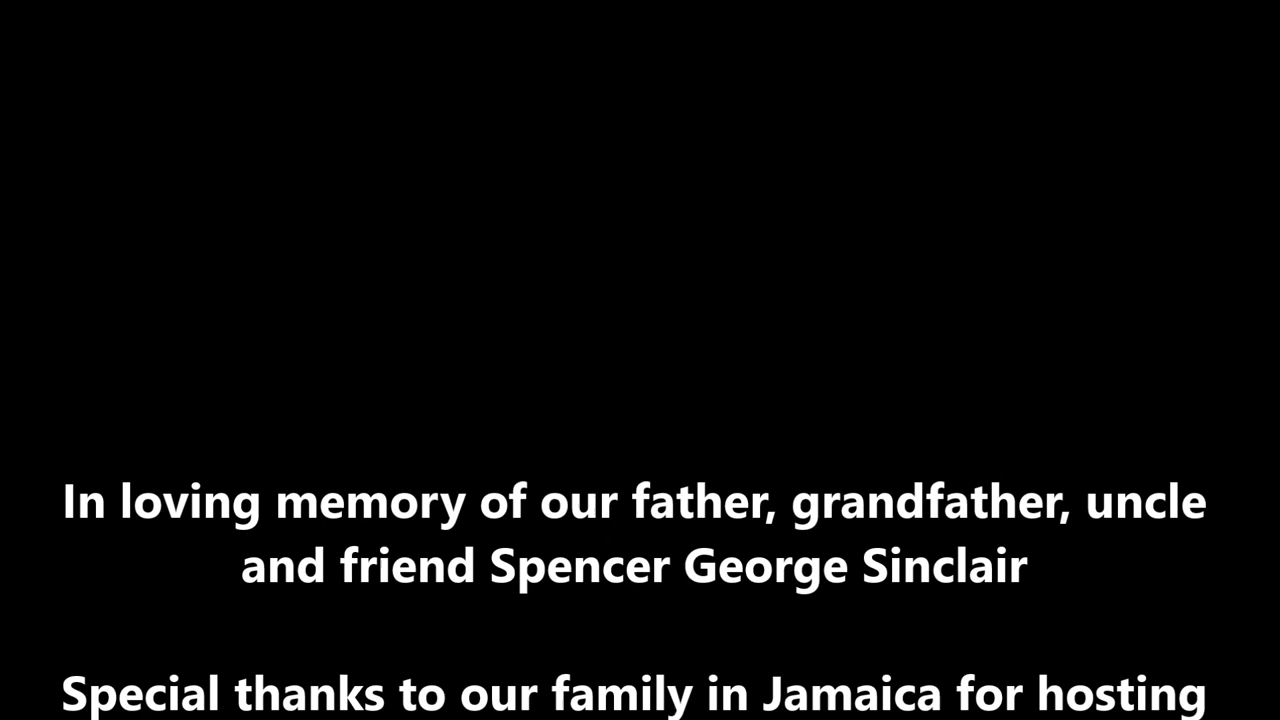 In loving memory of our father, grandfather, uncle
and friend Spencer George Sinclair
Special thanks to our family in Jamaica for hosting